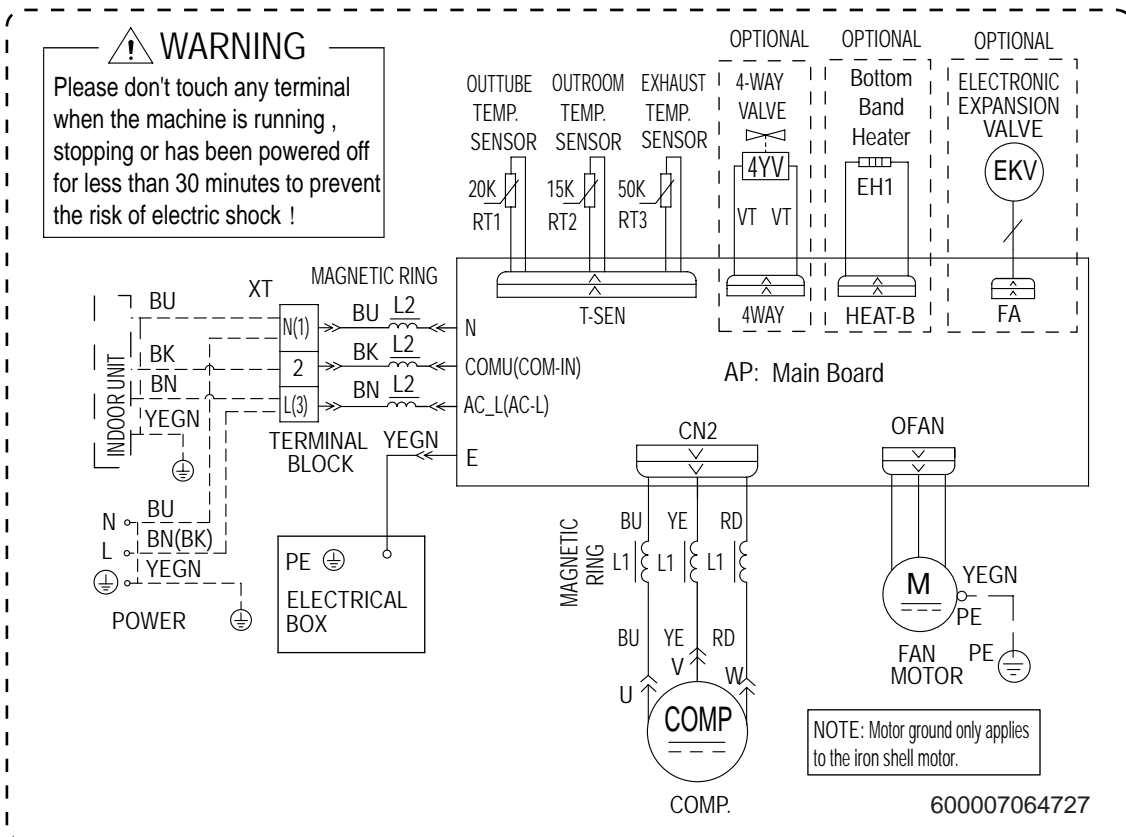 WARNING
Please don't touch any terminal
when the machine is running ,
stopping or has been powered off
for less than 30 minutes to prevent
the risk of electric shock !
OUTTUBE
TEMP.
SENSOR
20K
RT1
OUTROOM
TEMP.
SENSOR
15K
RT2
EXHAUST
TEMP.
SENSOR
50K
RT3
T-SEN
OPTIONAL
4-WAY
VALVE
4YV
VT VT
4WAY
OPTIONAL
Bottom
Band
Heater
EH1
HEAT-B
OPTIONAL
ELECTRONIC
EXPANSION
VALVE
EKV
FA
MAGNETIC RING
XT
BU
N(1)
BU
L2
N
BK
2
BK
L2
COMU(COM-IN)
BN
L(3)
BN
L2
AC_L(AC-L)
YEGN
INDOOR UNIT
TERMINAL
BLOCK
YEGN
E
AP: Main Board
N
BU
L
BN(BK)
YEGN
POWER
PE
ELECTRICAL
BOX
CN2
BU YE RD
MAGNETIC
RING
L1 L1 L1
BU YE RD
U V W
COMP
COMP.
OFAN
M
YEGN
PE
PE
FAN
MOTOR
NOTE: Motor ground only applies
to the iron shell motor.
600007064727